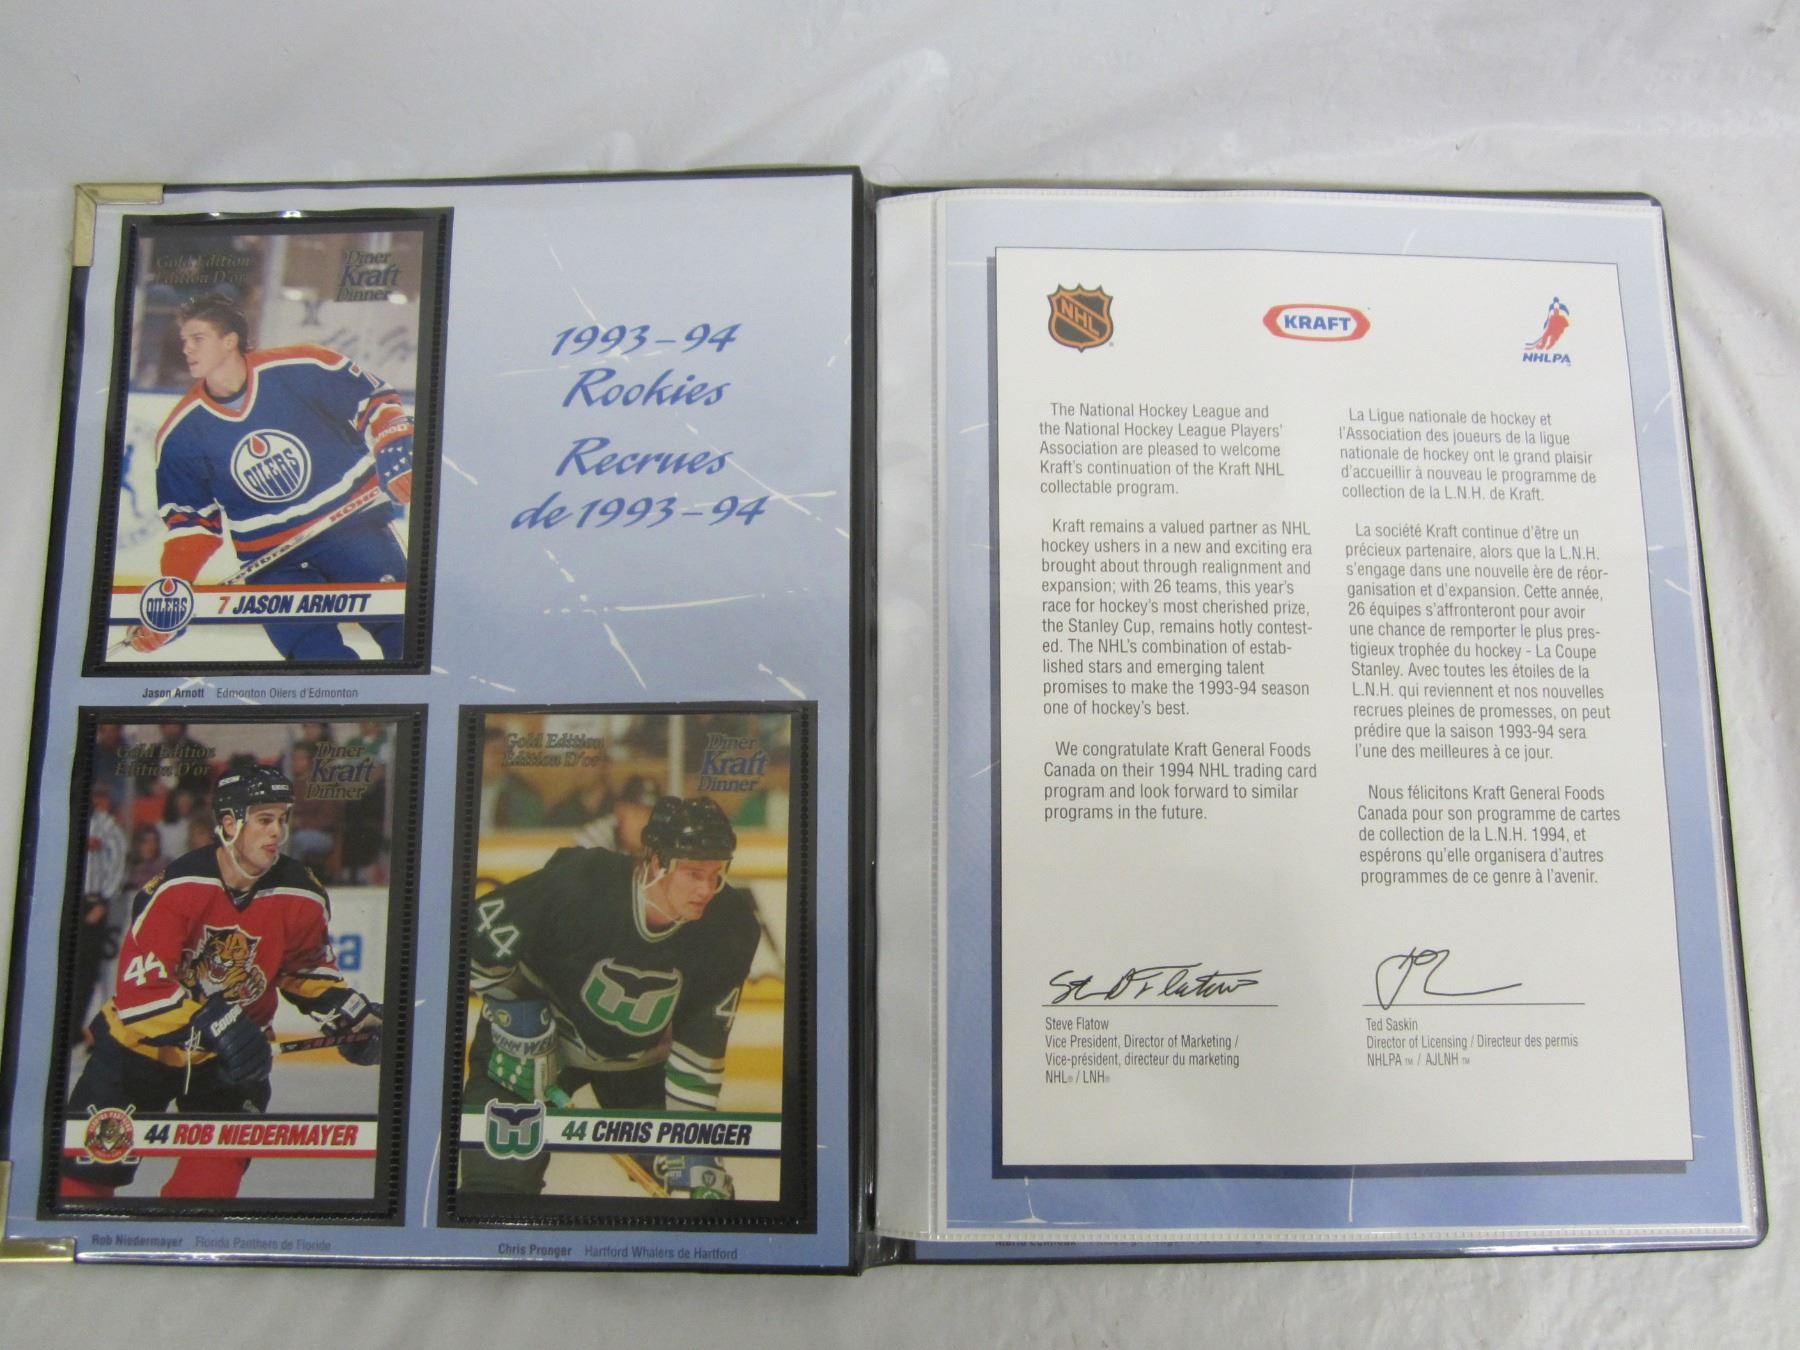 Gold Edition
Édition D'or
Diner
Kraft
Dinner
OILERS
OILERS
7 JASON ARNOTT
Jason Arnott Edmonton Oilers d'Edmonton
1993-94
Rookies
Recrues
de 1993-94
Gold Edition
Édition D'or
Diner
Kraft
Dinner
44
Cooper
44 ROB NIEDERMAYER
Rob Niedermayer Florida Panthers de Floride
Gold Edition
Édition D'or
Diner
Kraft
Dinner
44
44 CHRIS PRONGER
Chris Pronger Hartford Whalers de Hartford
NHL
KRAFT
NHLPA
The National Hockey League and
the National Hockey League Players'
Association are pleased to welcome
Kraft's continuation of the Kraft NHL
collectable program.
Kraft remains a valued partner as NHL
hockey ushers in a new and exciting era
brought about through realignment and
expansion; with 26 teams, this year's
race for hockey's most cherished prize,
the Stanley Cup, remains hotly contest-
ed. The NHL's combination of estab-
lished stars and emerging talent
promises to make the 1993-94 season
one of hockey's best.
We congratulate Kraft General Foods
Canada on their 1994 NHL trading card
program and look forward to similar
programs in the future.
Steve Flatow
Vice President, Director of Marketing /
Vice-président, directeur du marketing
NHL® / LNH®
La Ligue nationale de hockey et
l'Association des joueurs de la ligue
nationale de hockey ont le grand plaisir
d'accueillir à nouveau le programme de
collection de la L.N.H. de Kraft.
La société Kraft continue d'être un
précieux partenaire, alors que la L.N.H.
s'engage dans une nouvelle ère de réor-
ganisation et d'expansion. Cette année,
26 équipes s'affronteront pour avoir
une chance de remporter le plus pres-
tigieux trophée du hockey - La Coupe
Stanley. Avec toutes les étoiles de la
L.N.H. qui reviennent et nos nouvelles
recrues pleines de promesses, on peut
prédire que la saison 1993-94 sera
l'une des meilleures à ce jour.
Nous félicitons Kraft General Foods
Canada pour son programme de cartes
de collection de la L.N.H. 1994, et
espérons qu'elle organisera d'autres
programmes de ce genre à l'avenir.
Ted Saskin
Director of Licensing / Directeur des permis
NHLPA ™ / AJLNH ™